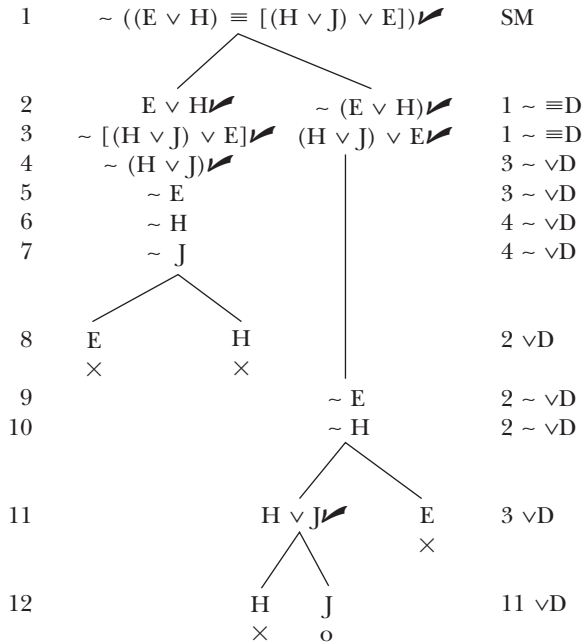 1 ~ ((E ∨ H) ≡ [(H ∨ J) ∨ E])✔ SM
2 E ∨ H✔ ~ (E ∨ H)✔ 1 ~ ≡D
3 ~ [(H ∨ J) ∨ E]✔ (H ∨ J) ∨ E✔ 1 ~ ≡D
4 ~ (H ∨ J)✔ 3 ~ ∨D
5 ~ E 3 ~ ∨D
6 ~ H 4 ~ ∨D
7 ~ J 4 ~ ∨D
8 E H 2 ∨D
× ×
9 ~ E 2 ~ ∨D
10 ~ H 2 ~ ∨D
11 H ∨ J✔ E 3 ∨D
×
12 H J 11 ∨D
× o